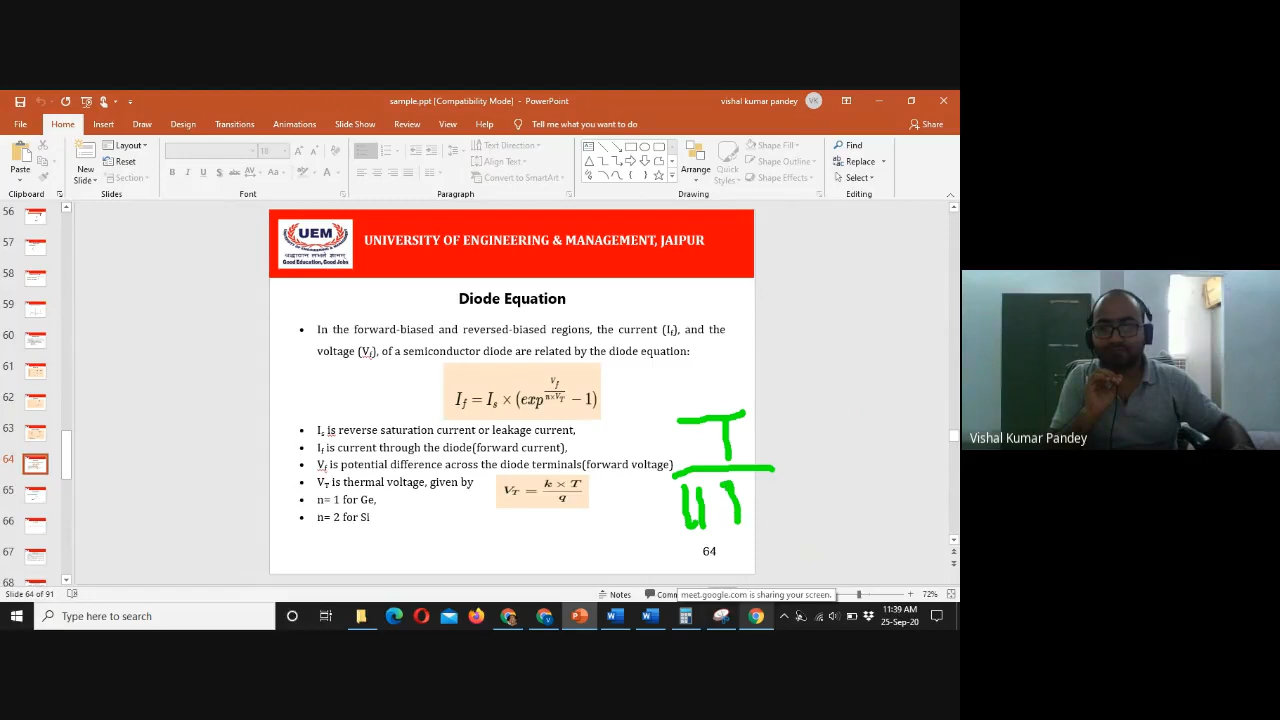 sample.ppt [Compatibility Mode] - PowerPoint
vishal kumar pandey VK
File Home Insert Draw Design Transitions Animations Slide Show Review View Help Tell me what you want to do Share
Paste
Clipboard
New Slide
Layout
Reset
Section
Slides
18
B I U S abc AV Aa A
Font
Text Direction
Align Text
Convert to SmartArt
Paragraph
Arrange
Quick Styles
Shape Fill
Shape Outline
Shape Effects
Drawing
Find
Replace
Select
Editing
56
57
58
59
60
61
62
63
64
65
66
67
68
UEM
Good Education, Good Jobs
UNIVERSITY OF ENGINEERING & MANAGEMENT, JAIPUR
Diode Equation
• In the forward-biased and reversed-biased regions, the current (If), and the
voltage (Vf), of a semiconductor diode are related by the diode equation:
If = Is × (exp^(Vf/(n×VT)) − 1)
• Is is reverse saturation current or leakage current,
• If is current through the diode(forward current),
• Vf is potential difference across the diode terminals(forward voltage)
• VT is thermal voltage, given by
VT = (k × T)/q
• n= 1 for Ge,
• n= 2 for Si
T
64
Vishal Kumar Pandey
Slide 64 of 91
Notes
Comm
meet.google.com is sharing your screen.
72%
Type here to search
11:39 AM
25-Sep-20